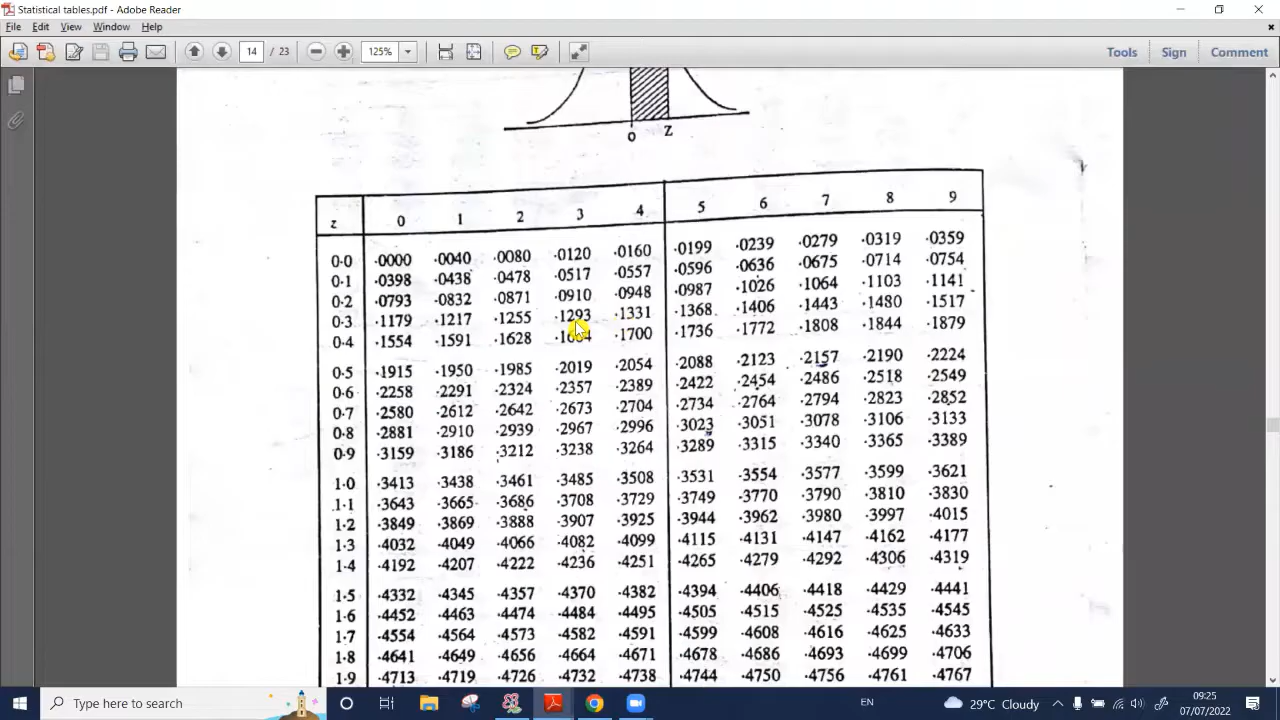 Statistical tables.pdf - Adobe Reader
File Edit View Window Help
14 / 23 125% Tools Sign Comment
0 Z
z 0 1 2 3 4 5 6 7 8 9
0·0 ·0000 ·0040 ·0080 ·0120 ·0160 ·0199 ·0239 ·0279 ·0319 ·0359
0·1 ·0398 ·0438 ·0478 ·0517 ·0557 ·0596 ·0636 ·0675 ·0714 ·0754
0·2 ·0793 ·0832 ·0871 ·0910 ·0948 ·0987 ·1026 ·1064 ·1103 ·1141
0·3 ·1179 ·1217 ·1255 ·1293 ·1331 ·1368 ·1406 ·1443 ·1480 ·1517
0·4 ·1554 ·1591 ·1628 ·1700 ·1736 ·1772 ·1808 ·1844 ·1879
0·5 ·1915 ·1950 ·1985 ·2019 ·2054 ·2088 ·2123 ·2157 ·2190 ·2224
0·6 ·2258 ·2291 ·2324 ·2357 ·2389 ·2422 ·2454 ·2486 ·2518 ·2549
0·7 ·2580 ·2612 ·2642 ·2673 ·2704 ·2734 ·2764 ·2794 ·2823 ·2852
0·8 ·2881 ·2910 ·2939 ·2967 ·2996 ·3023 ·3051 ·3078 ·3106 ·3133
0·9 ·3159 ·3186 ·3212 ·3238 ·3264 ·3289 ·3315 ·3340 ·3365 ·3389
1·0 ·3413 ·3438 ·3461 ·3485 ·3508 ·3531 ·3554 ·3577 ·3599 ·3621
1·1 ·3643 ·3665 ·3686 ·3708 ·3729 ·3749 ·3770 ·3790 ·3810 ·3830
1·2 ·3849 ·3869 ·3888 ·3907 ·3925 ·3944 ·3962 ·3980 ·3997 ·4015
1·3 ·4032 ·4049 ·4066 ·4082 ·4099 ·4115 ·4131 ·4147 ·4162 ·4177
1·4 ·4192 ·4207 ·4222 ·4236 ·4251 ·4265 ·4279 ·4292 ·4306 ·4319
1·5 ·4332 ·4345 ·4357 ·4370 ·4382 ·4394 ·4406 ·4418 ·4429 ·4441
1·6 ·4452 ·4463 ·4474 ·4484 ·4495 ·4505 ·4515 ·4525 ·4535 ·4545
1·7 ·4554 ·4564 ·4573 ·4582 ·4591 ·4599 ·4608 ·4616 ·4625 ·4633
1·8 ·4641 ·4649 ·4656 ·4664 ·4671 ·4678 ·4686 ·4693 ·4699 ·4706
1·9 ·4713 ·4719 ·4726 ·4732 ·4738 ·4744 ·4750 ·4756 ·4761 ·4767
Type here to search EN 29°C Cloudy 09:25
07/07/2022